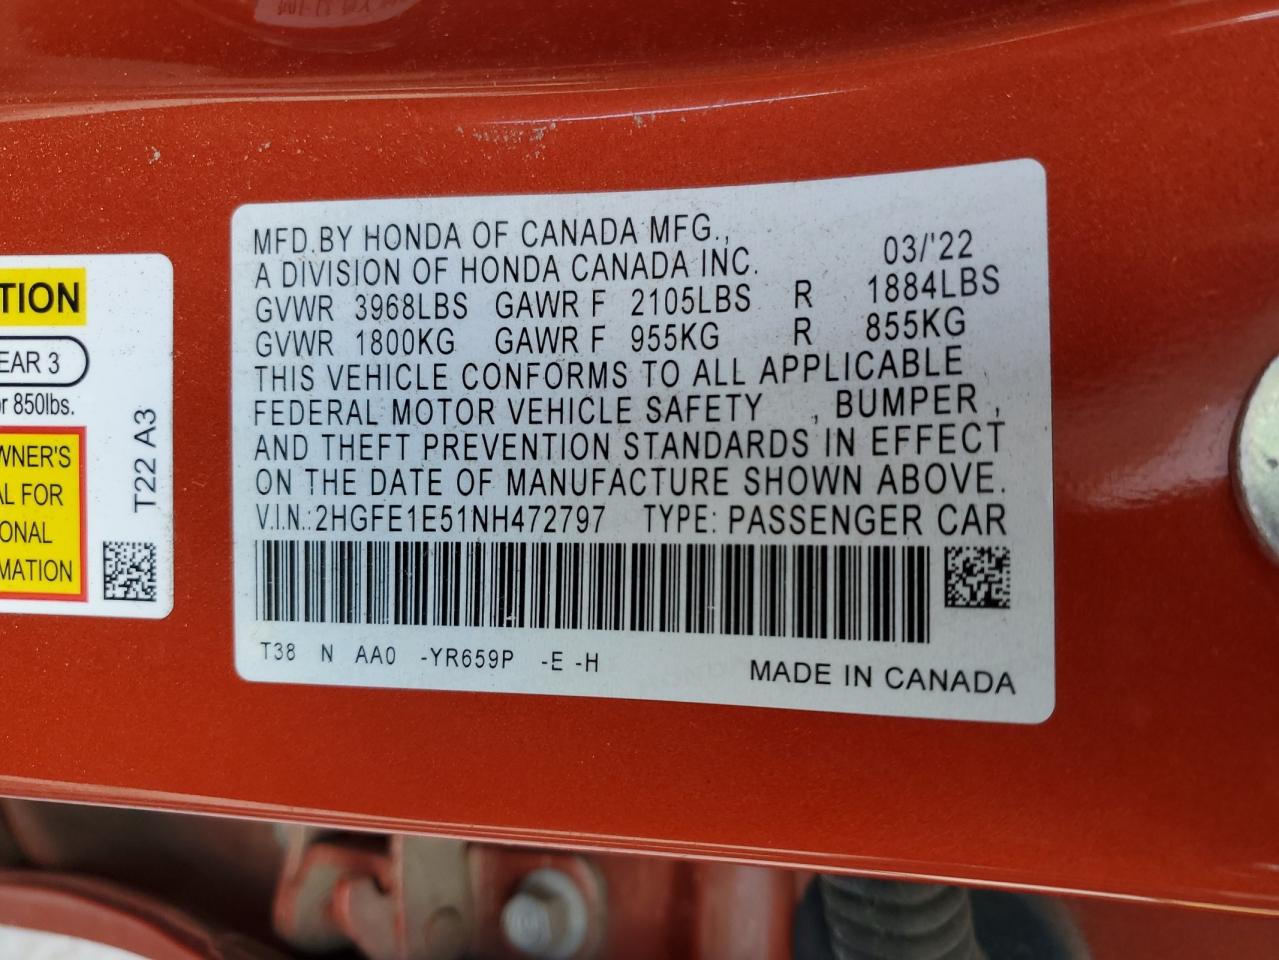 TION
EAR 3
r 850lbs.
WNER'S
AL FOR
ONAL
MATION
T22 A3
MFD.BY HONDA OF CANADA MFG.,
A DIVISION OF HONDA CANADA INC. 03/'22
GVWR 3968LBS GAWR F 2105LBS R 1884LBS
GVWR 1800KG GAWR F 955KG R 855KG
THIS VEHICLE CONFORMS TO ALL APPLICABLE
FEDERAL MOTOR VEHICLE SAFETY , BUMPER ,
AND THEFT PREVENTION STANDARDS IN EFFECT
ON THE DATE OF MANUFACTURE SHOWN ABOVE.
V.I.N.:2HGFE1E51NH472797 TYPE: PASSENGER CAR
T38 N AA0 -YR659P -E -H
MADE IN CANADA